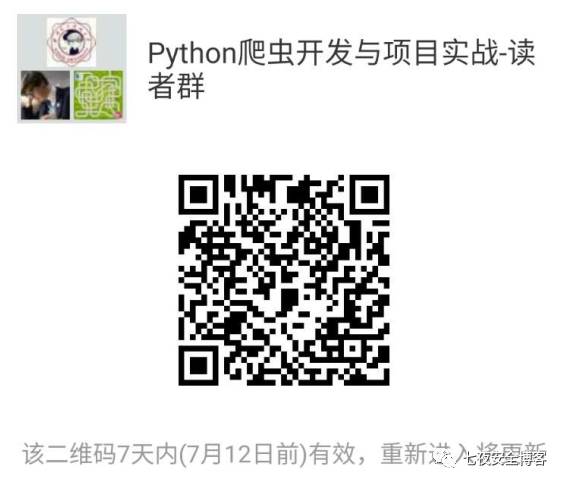 Python爬虫开发与项目实战-读
者群
该二维码7天内(7月12日前)有效，重新进入将更新
七夜安全博客